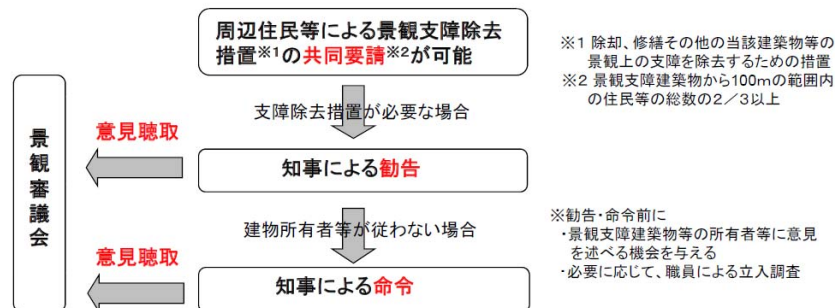 周辺住民等による景観支障除去
措置※1の共同要請※2が可能
※1 除却、修繕その他の当該建築物等の
景観上の支障を除去するための措置
※2 景観支障建築物から100mの範囲内
の住民等の総数の2/3以上
支障除去措置が必要な場合
意見聴取
知事による勧告
景観審議会
建物所有者等が従わない場合
※勧告・命令前に
・景観支障建築物等の所有者等に意見
を述べる機会を与える
・必要に応じて、職員による立入調査
意見聴取
知事による命令